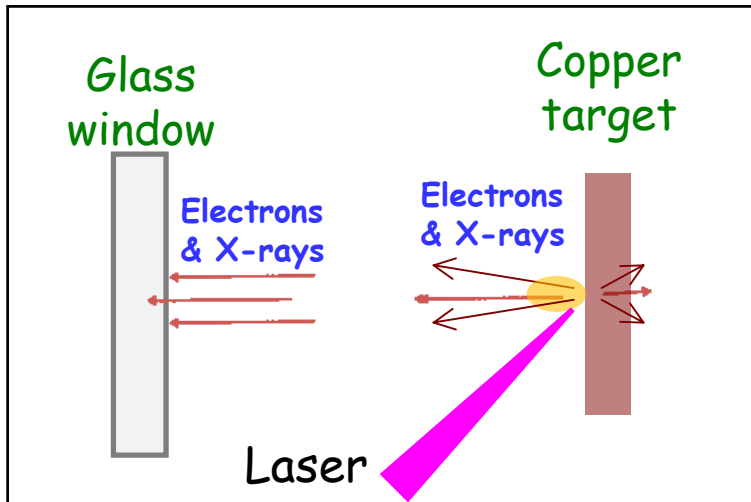 Glass
window
Copper
target
Electrons
& X-rays
Electrons
& X-rays
Laser